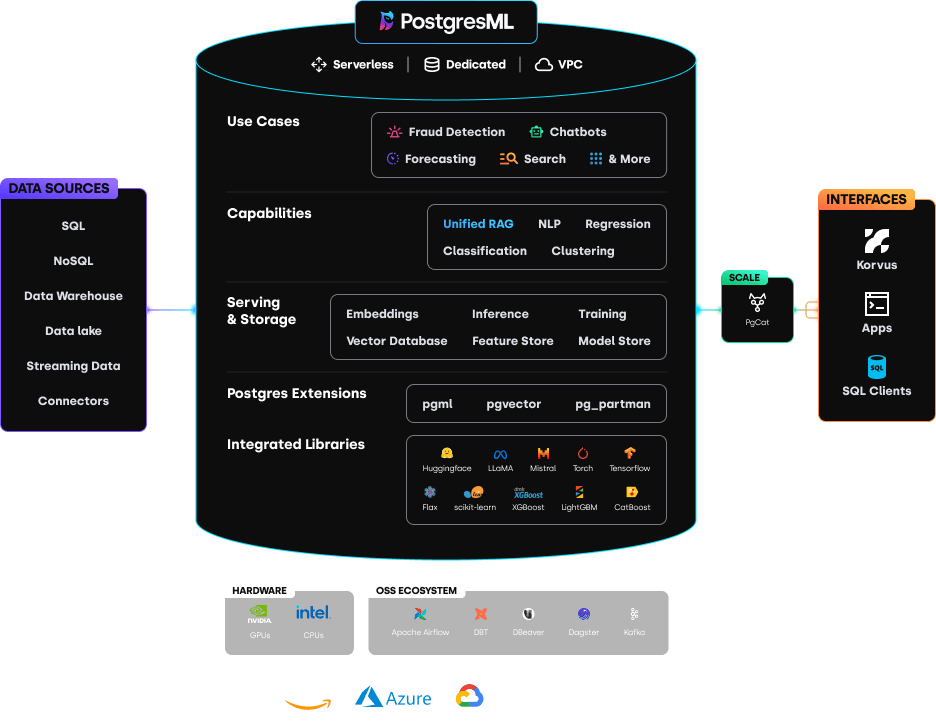 PostgresML
Serverless | Dedicated | VPC
Use Cases
Fraud Detection Chatbots
Forecasting Search & More
Capabilities
Unified RAG NLP Regression
Classification Clustering
Serving
& Storage
Embeddings Inference Training
Vector Database Feature Store Model Store
Postgres Extensions
pgml pgvector pg_partman
Integrated Libraries
Huggingface LLaMA Mistral Torch Tensorflow
XGBoost
Flax scikit-learn XGBoost LightGBM CatBoost
DATA SOURCES
SQL
NoSQL
Data Warehouse
Data lake
Streaming Data
Connectors
SCALE
PgCat
INTERFACES
Korvus
Apps
SQL
SQL Clients
HARDWARE
NVIDIA intel
GPUs CPUs
OSS ECOSYSTEM
Apache Airflow DBT DBeaver Dagster Kafka
Azure